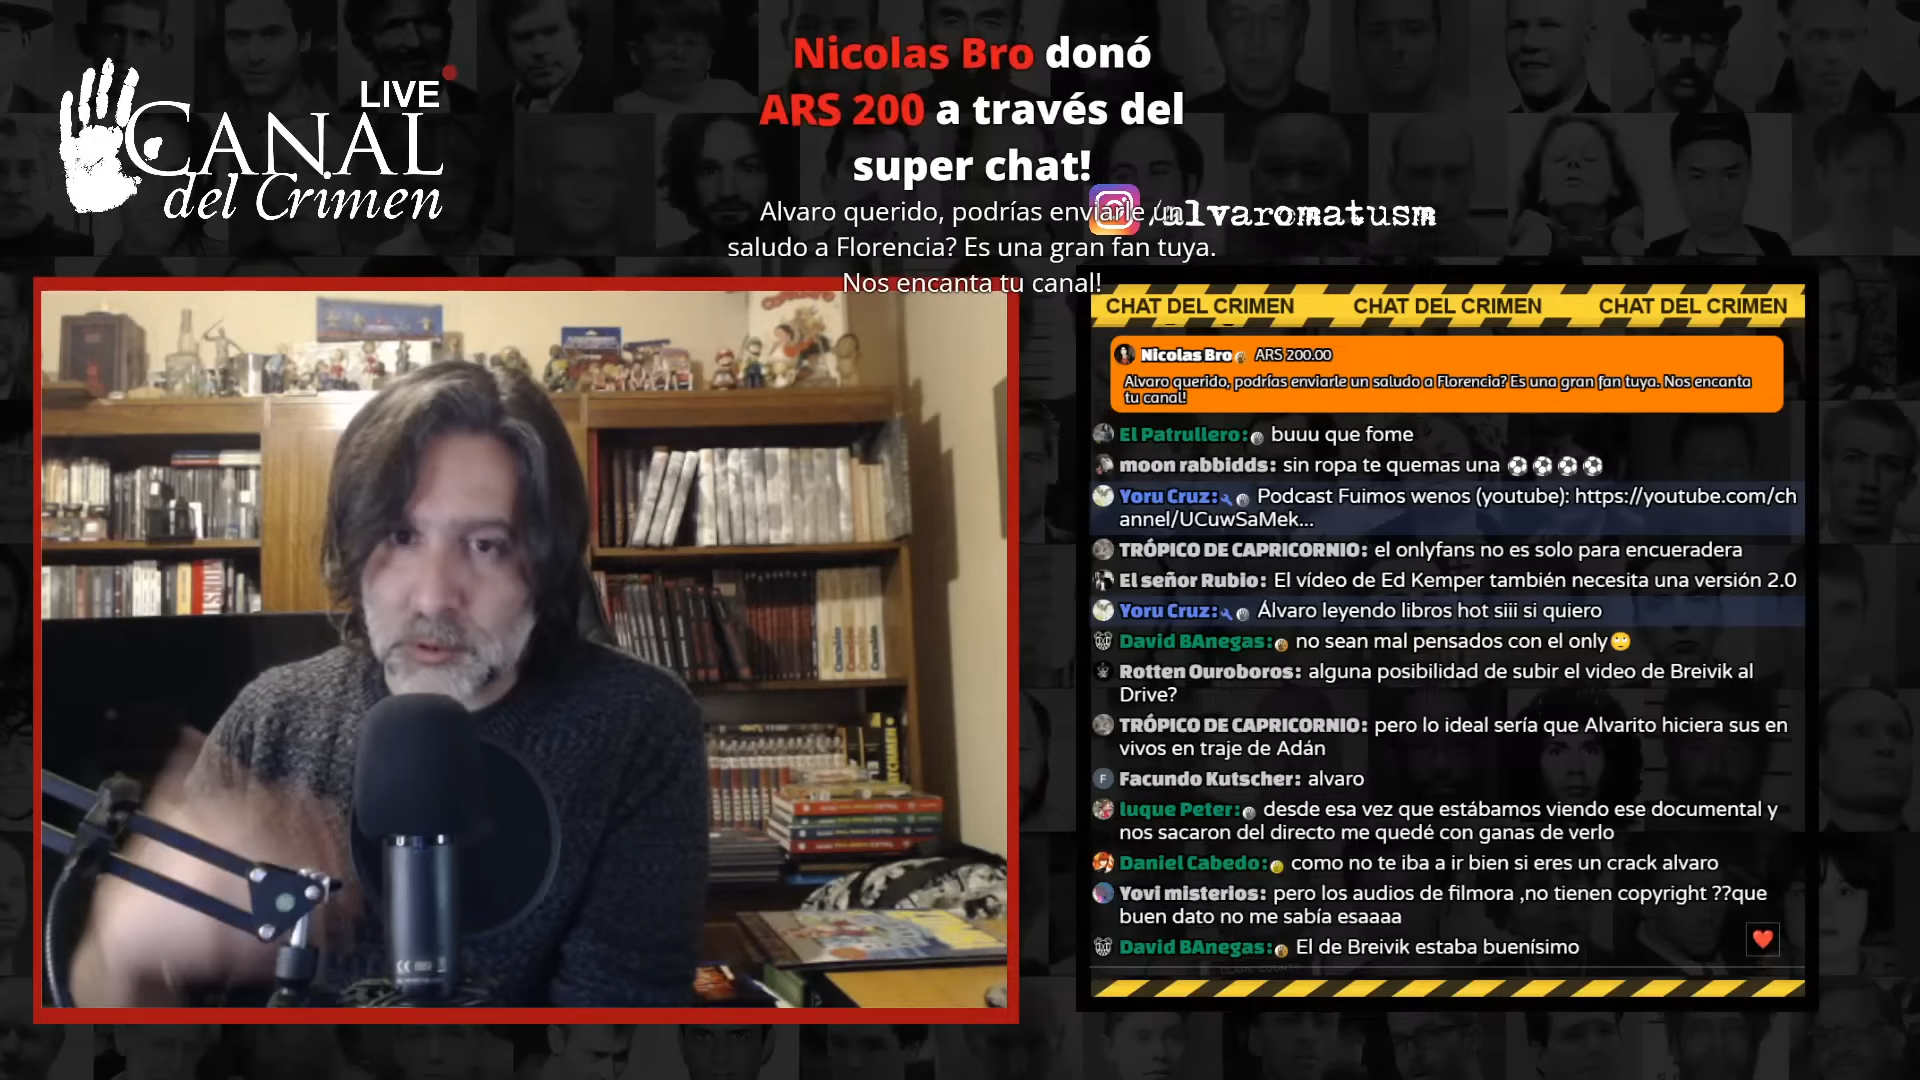 LIVE
CANAL
del Crimen
Nicolas Bro donó
ARS 200 a través del
super chat!
Alvaro querido, podrías enviarle un
saludo a Florencia? Es una gran fan tuya.
Nos encanta tu canal!
/alvaromatusm
CHAT DEL CRIMEN CHAT DEL CRIMEN CHAT DEL CRIMEN
Nicolas Bro ARS 200.00
Alvaro querido, podrías enviarle un saludo a Florencia? Es una gran fan tuya. Nos encanta
tu canal!
El Patrullero: buuu que fome
moon rabbidds: sin ropa te quemas una ⚽⚽⚽⚽
Yoru Cruz: Podcast Fuimos wenos (youtube): https://youtube.com/ch
annel/UCuwSaMek...
TRÓPICO DE CAPRICORNIO: el onlyfans no es solo para encueradera
El señor Rubio: El vídeo de Ed Kemper también necesita una versión 2.0
Yoru Cruz: Álvaro leyendo libros hot siii si quiero
David BAnegas: no sean mal pensados con el only🙄
Rotten Ouroboros: alguna posibilidad de subir el video de Breivik al
Drive?
TRÓPICO DE CAPRICORNIO: pero lo ideal sería que Alvarito hiciera sus en
vivos en traje de Adán
F Facundo Kutscher: alvaro
luque Peter: desde esa vez que estábamos viendo ese documental y
nos sacaron del directo me quedé con ganas de verlo
Daniel Cabedo: como no te iba a ir bien si eres un crack alvaro
Yovi misterios: pero los audios de filmora ,no tienen copyright ??que
buen dato no me sabía esaaaa
David BAnegas: El de Breivik estaba buenísimo